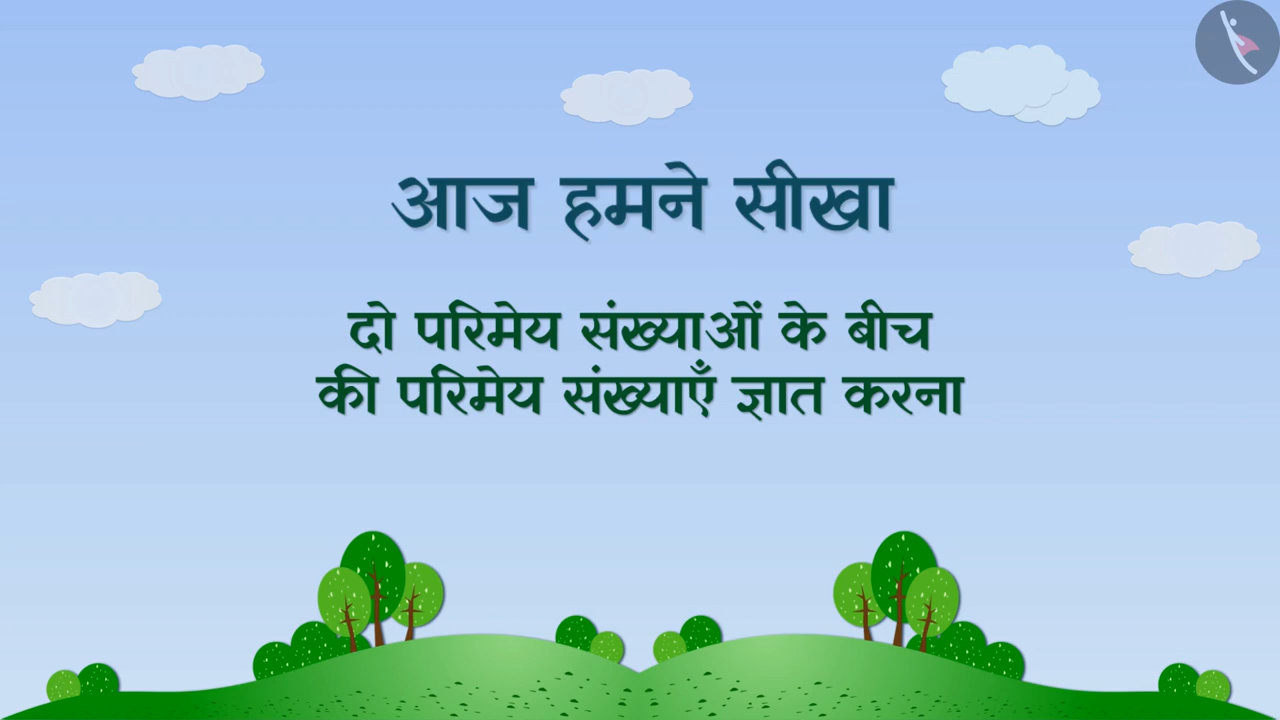 आज हमने सीखा
दो परिमेय संख्याओं के बीच
की परिमेय संख्याएँ ज्ञात करना